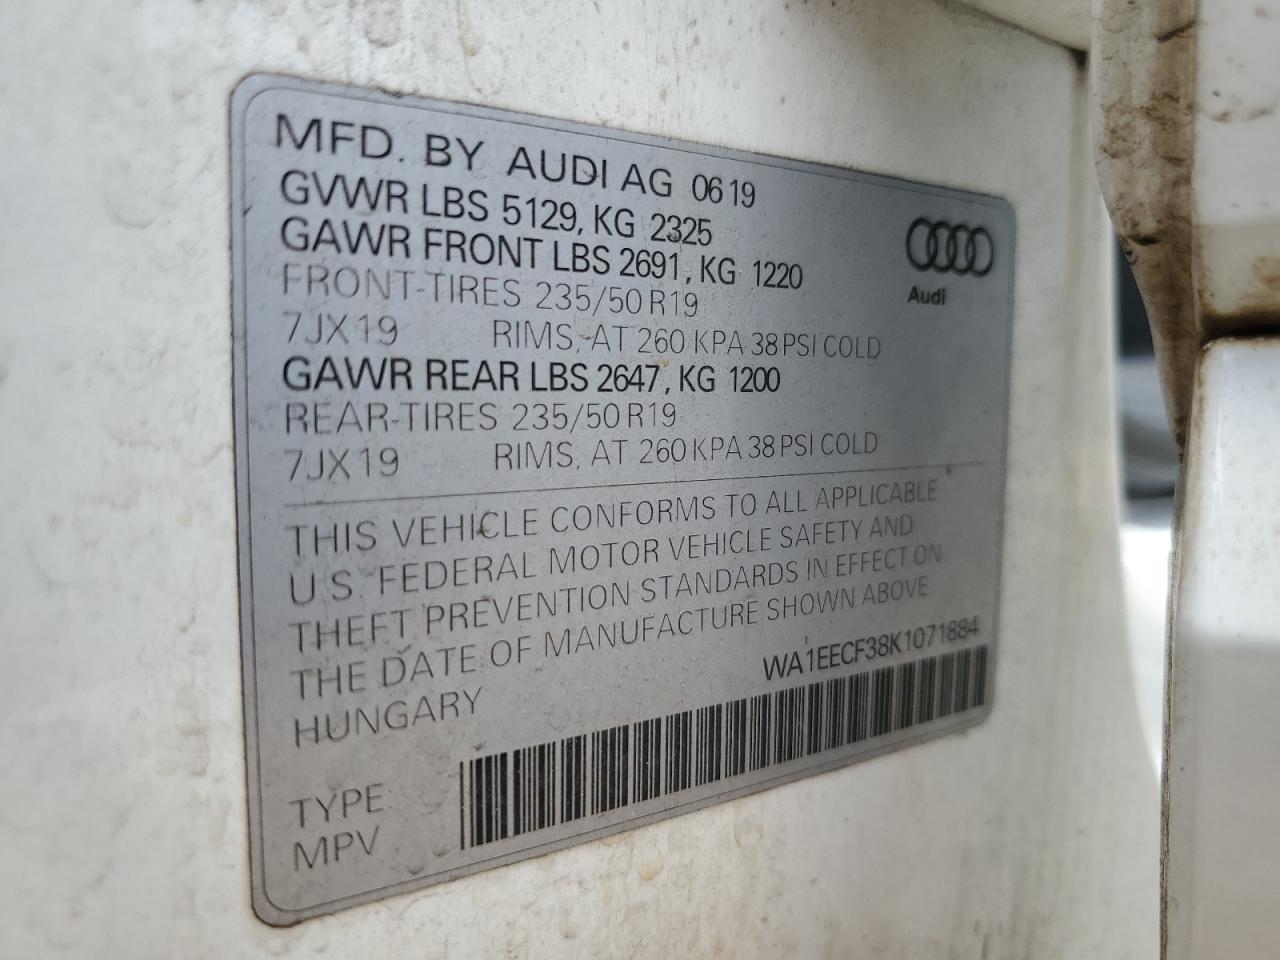 MFD. BY AUDI AG 0619
GVWR LBS 5129, KG 2325
GAWR FRONT LBS 2691, KG 1220
FRONT-TIRES 235/50 R19
7JX19 RIMS, AT 260 KPA 38 PSI COLD
GAWR REAR LBS 2647, KG 1200
REAR-TIRES 235/50 R19
7JX19 RIMS, AT 260 KPA 38 PSI COLD
Audi
THIS VEHICLE CONFORMS TO ALL APPLICABLE
U.S. FEDERAL MOTOR VEHICLE SAFETY AND
THEFT PREVENTION STANDARDS IN EFFECT ON
THE DATE OF MANUFACTURE SHOWN ABOVE
HUNGARY
WA1EECF38K1071884
TYPE
MPV